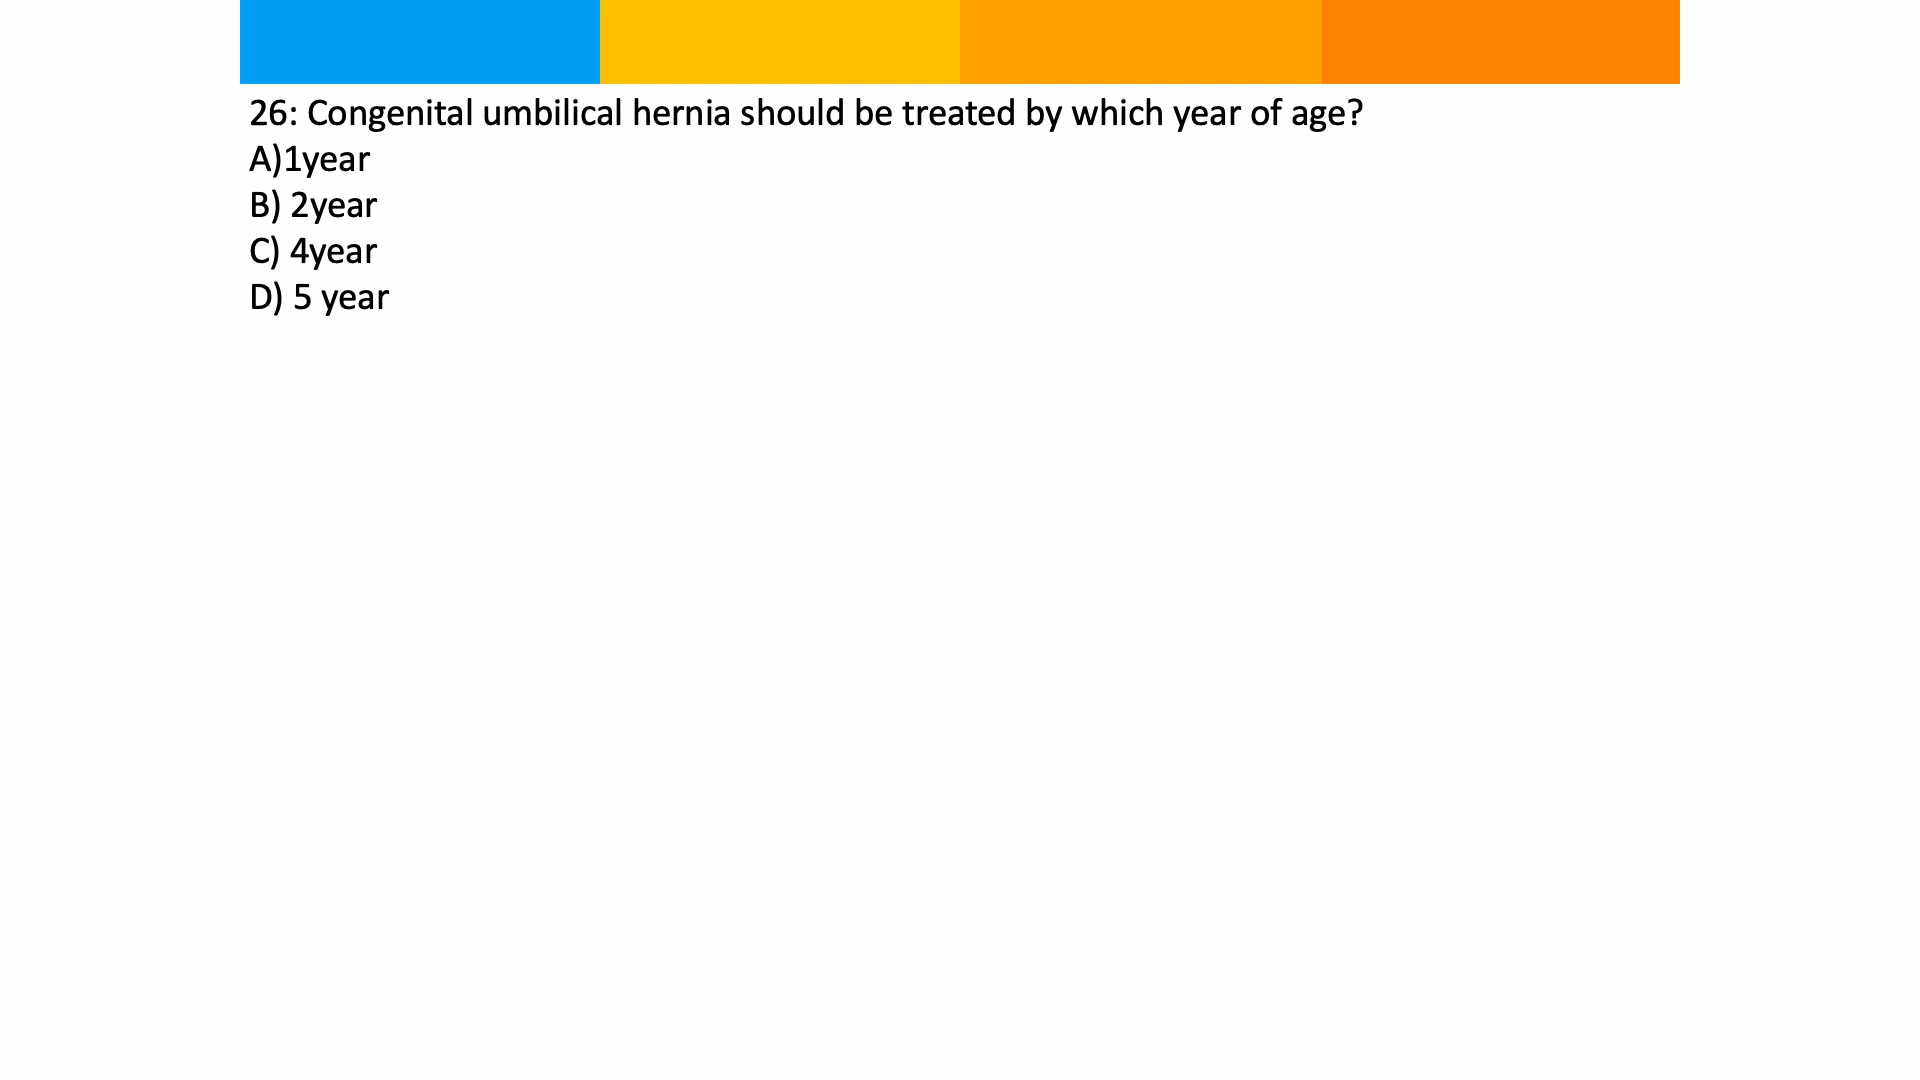 26: Congenital umbilical hernia should be treated by which year of age?
A)1year
B) 2year
C) 4year
D) 5 year